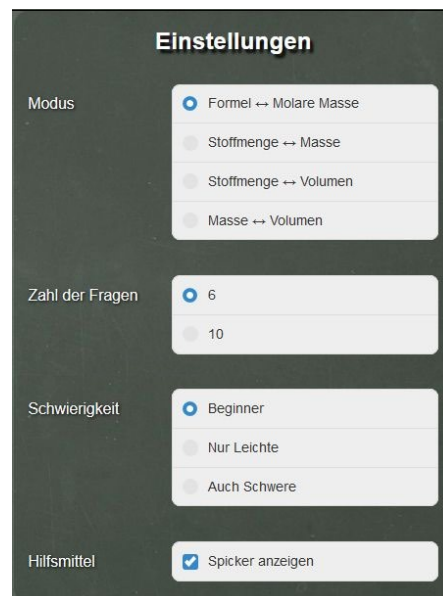 Einstellungen
Modus
Formel ↔ Molare Masse
Stoffmenge ↔ Masse
Stoffmenge ↔ Volumen
Masse ↔ Volumen
Zahl der Fragen
6
10
Schwierigkeit
Beginner
Nur Leichte
Auch Schwere
Hilfsmittel
Spicker anzeigen